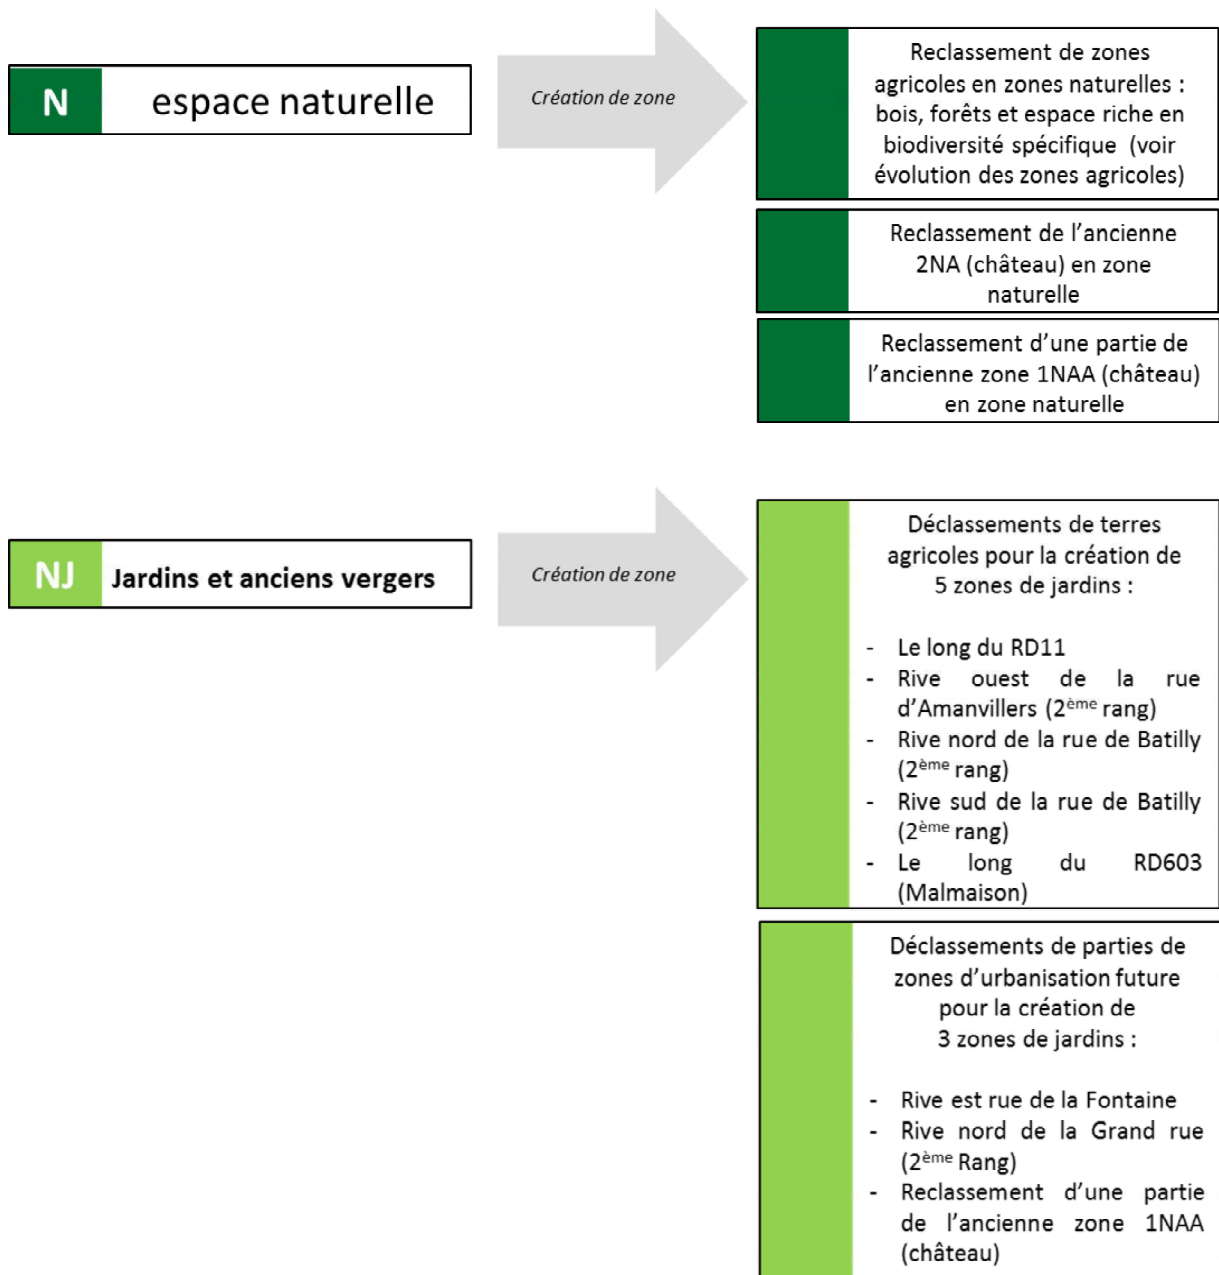 N espace naturelle
Création de zone
Reclassement de zones
agricoles en zones naturelles :
bois, forêts et espace riche en
biodiversité spécifique (voir
évolution des zones agricoles)
Reclassement de l’ancienne
2NA (château) en zone
naturelle
Reclassement d’une partie de
l’ancienne zone 1NAA (château)
en zone naturelle
NJ Jardins et anciens vergers
Création de zone
Déclassements de terres
agricoles pour la création de
5 zones de jardins :
- Le long du RD11
- Rive ouest de la rue
d’Amanvillers (2ème rang)
- Rive nord de la rue de Batilly
(2ème rang)
- Rive sud de la rue de Batilly
(2ème rang)
- Le long du RD603
(Malmaison)
Déclassements de parties de
zones d’urbanisation future
pour la création de
3 zones de jardins :
- Rive est rue de la Fontaine
- Rive nord de la Grand rue
(2ème Rang)
- Reclassement d’une partie
de l’ancienne zone 1NAA
(château)